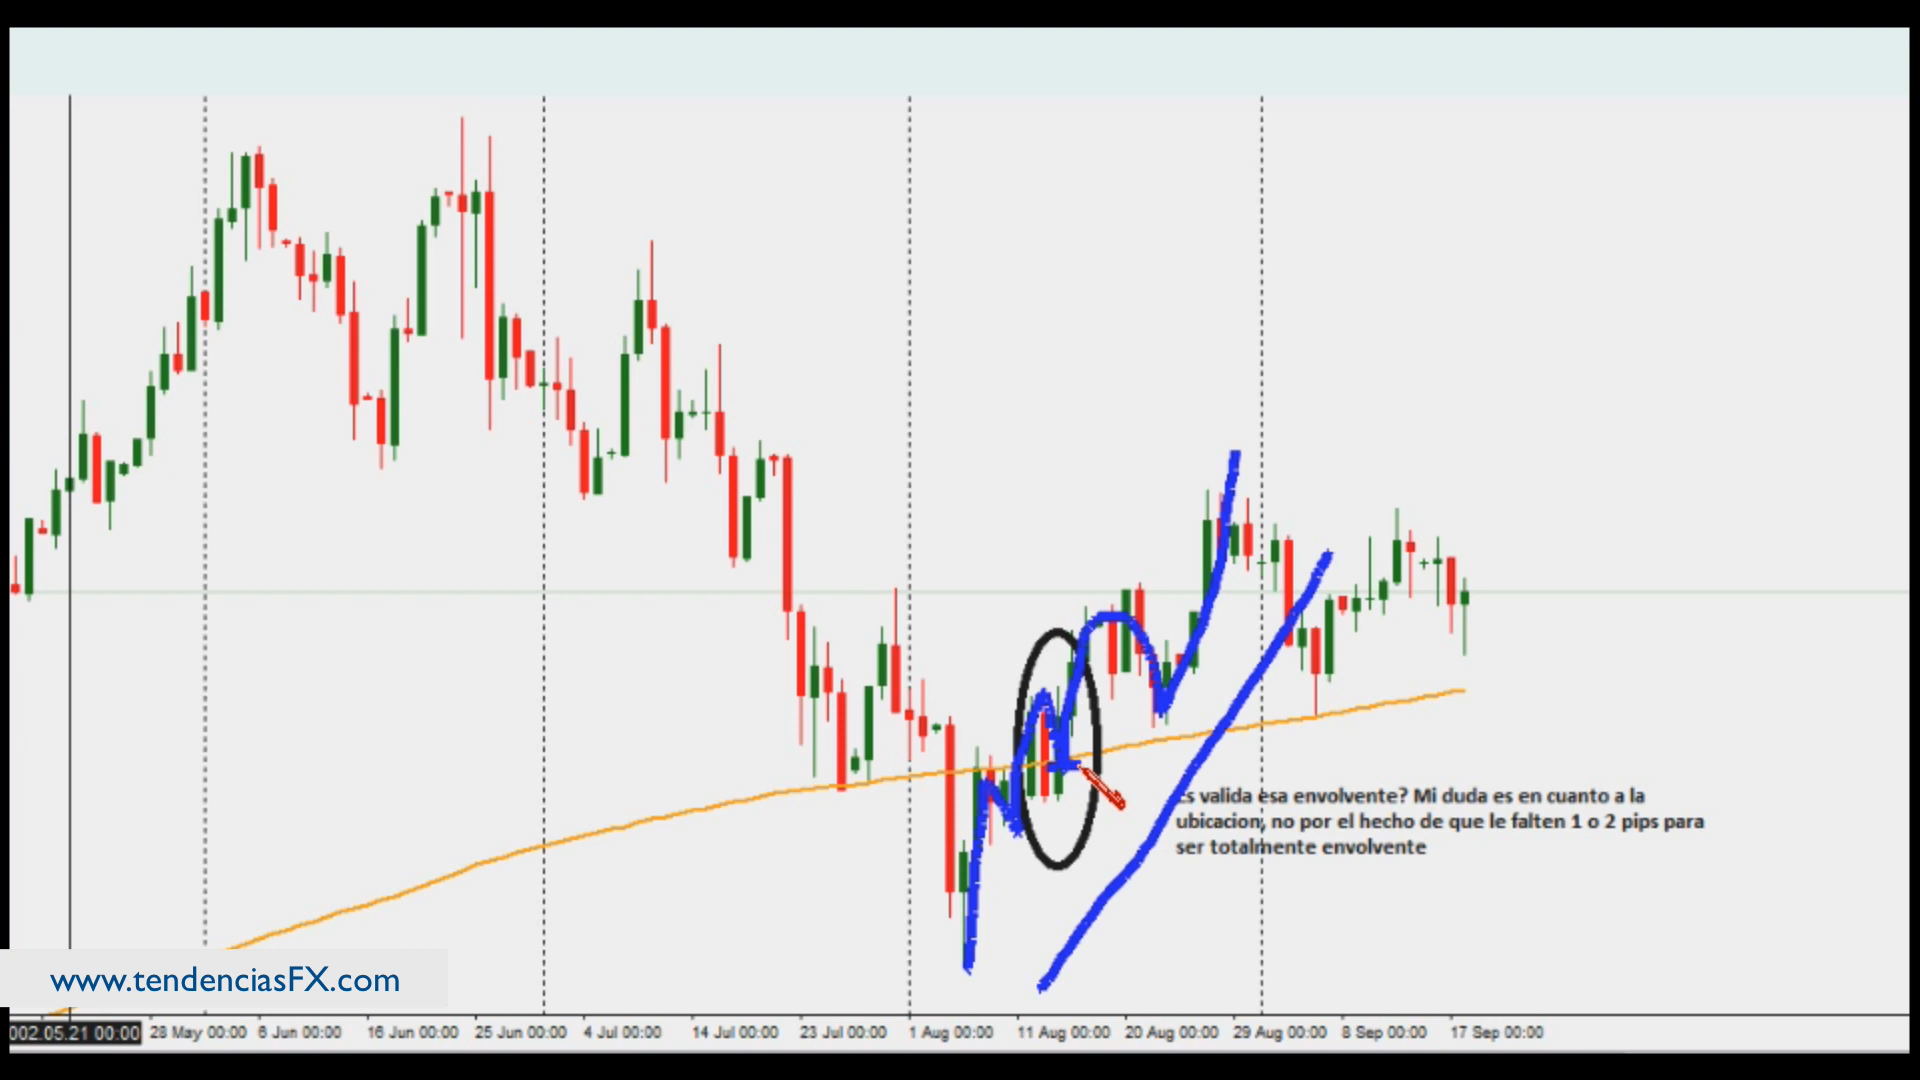 Es valida esa envolvente? Mi duda es en cuanto a la
ubicacion, no por el hecho de que le falten 1 o 2 pips para
ser totalmente envolvente
www.tendenciasFX.com
002.05.21 00:00 28 May 00:00 6 Jun 00:00 16 Jun 00:00 25 Jun 00:00 4 Jul 00:00 14 Jul 00:00 23 Jul 00:00 1 Aug 00:00 11 Aug 00:00 20 Aug 00:00 29 Aug 00:00 8 Sep 00:00 17 Sep 00:00